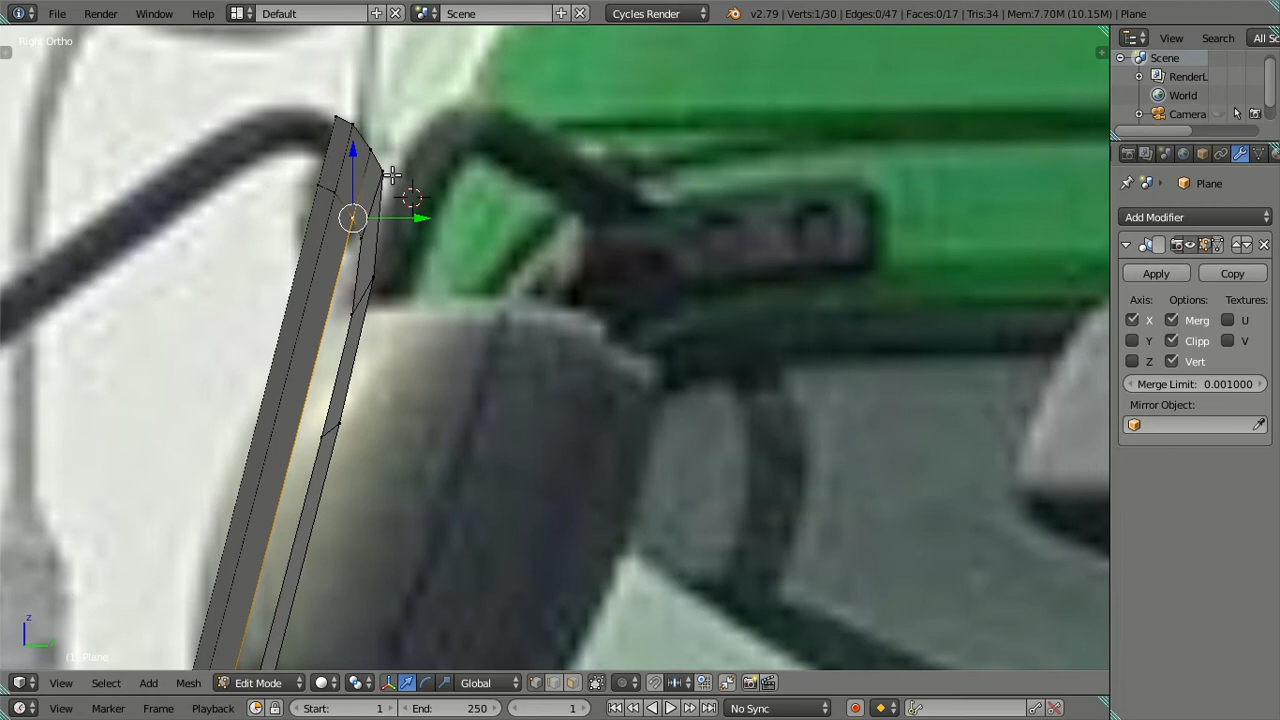 File Render Window Help Default Scene Cycles Render v2.79 | Verts:1/30 | Edges:0/47 | Faces:0/17 | Tris:34 | Mem:7.70M (10.15M) | Plane
Right Ortho
View Search All Sc
Scene
RenderL
World
Camera
Plane
Add Modifier
Apply Copy
Axis: Options: Textures:
X Merg U
Y Clipp V
Z Vert
Merge Limit: 0.001000
Mirror Object:
z
(1) Plane
View Select Add Mesh Edit Mode Global
View Marker Frame Playback Start: 1 End: 250 1 No Sync